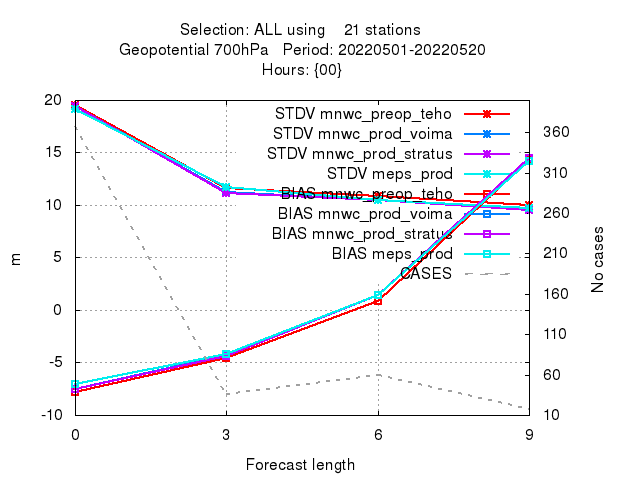 Selection: ALL using 21 stations
Geopotential 700hPa Period: 20220501-20220520
Hours: {00}
20
15
10
5
0
-5
-10
m
STDV mnwc_preop_teho
STDV mnwc_prod_voima
STDV mnwc_prod_stratus
STDV meps_prod
BIAS mnwc_preop_teho
BIAS mnwc_prod_voima
BIAS mnwc_prod_stratus
BIAS meps_prod
CASES
360
310
260
210
160
110
60
10
No cases
0 3 6 9
Forecast length